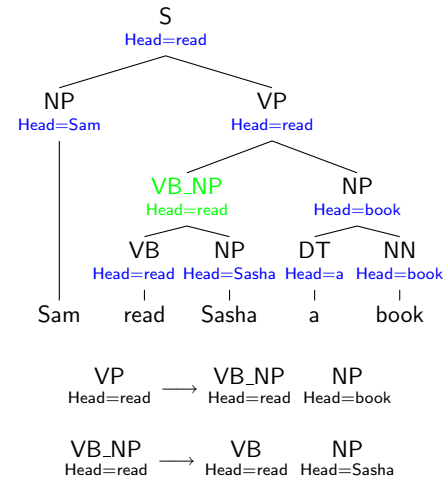 S
Head=read
NP VP
Head=Sam Head=read
VB_NP NP
Head=read Head=book
VB NP DT NN
Head=read Head=Sasha Head=a Head=book
Sam read Sasha a book
VP ⟶ VB_NP NP
Head=read Head=read Head=book
VB_NP ⟶ VB NP
Head=read Head=read Head=Sasha